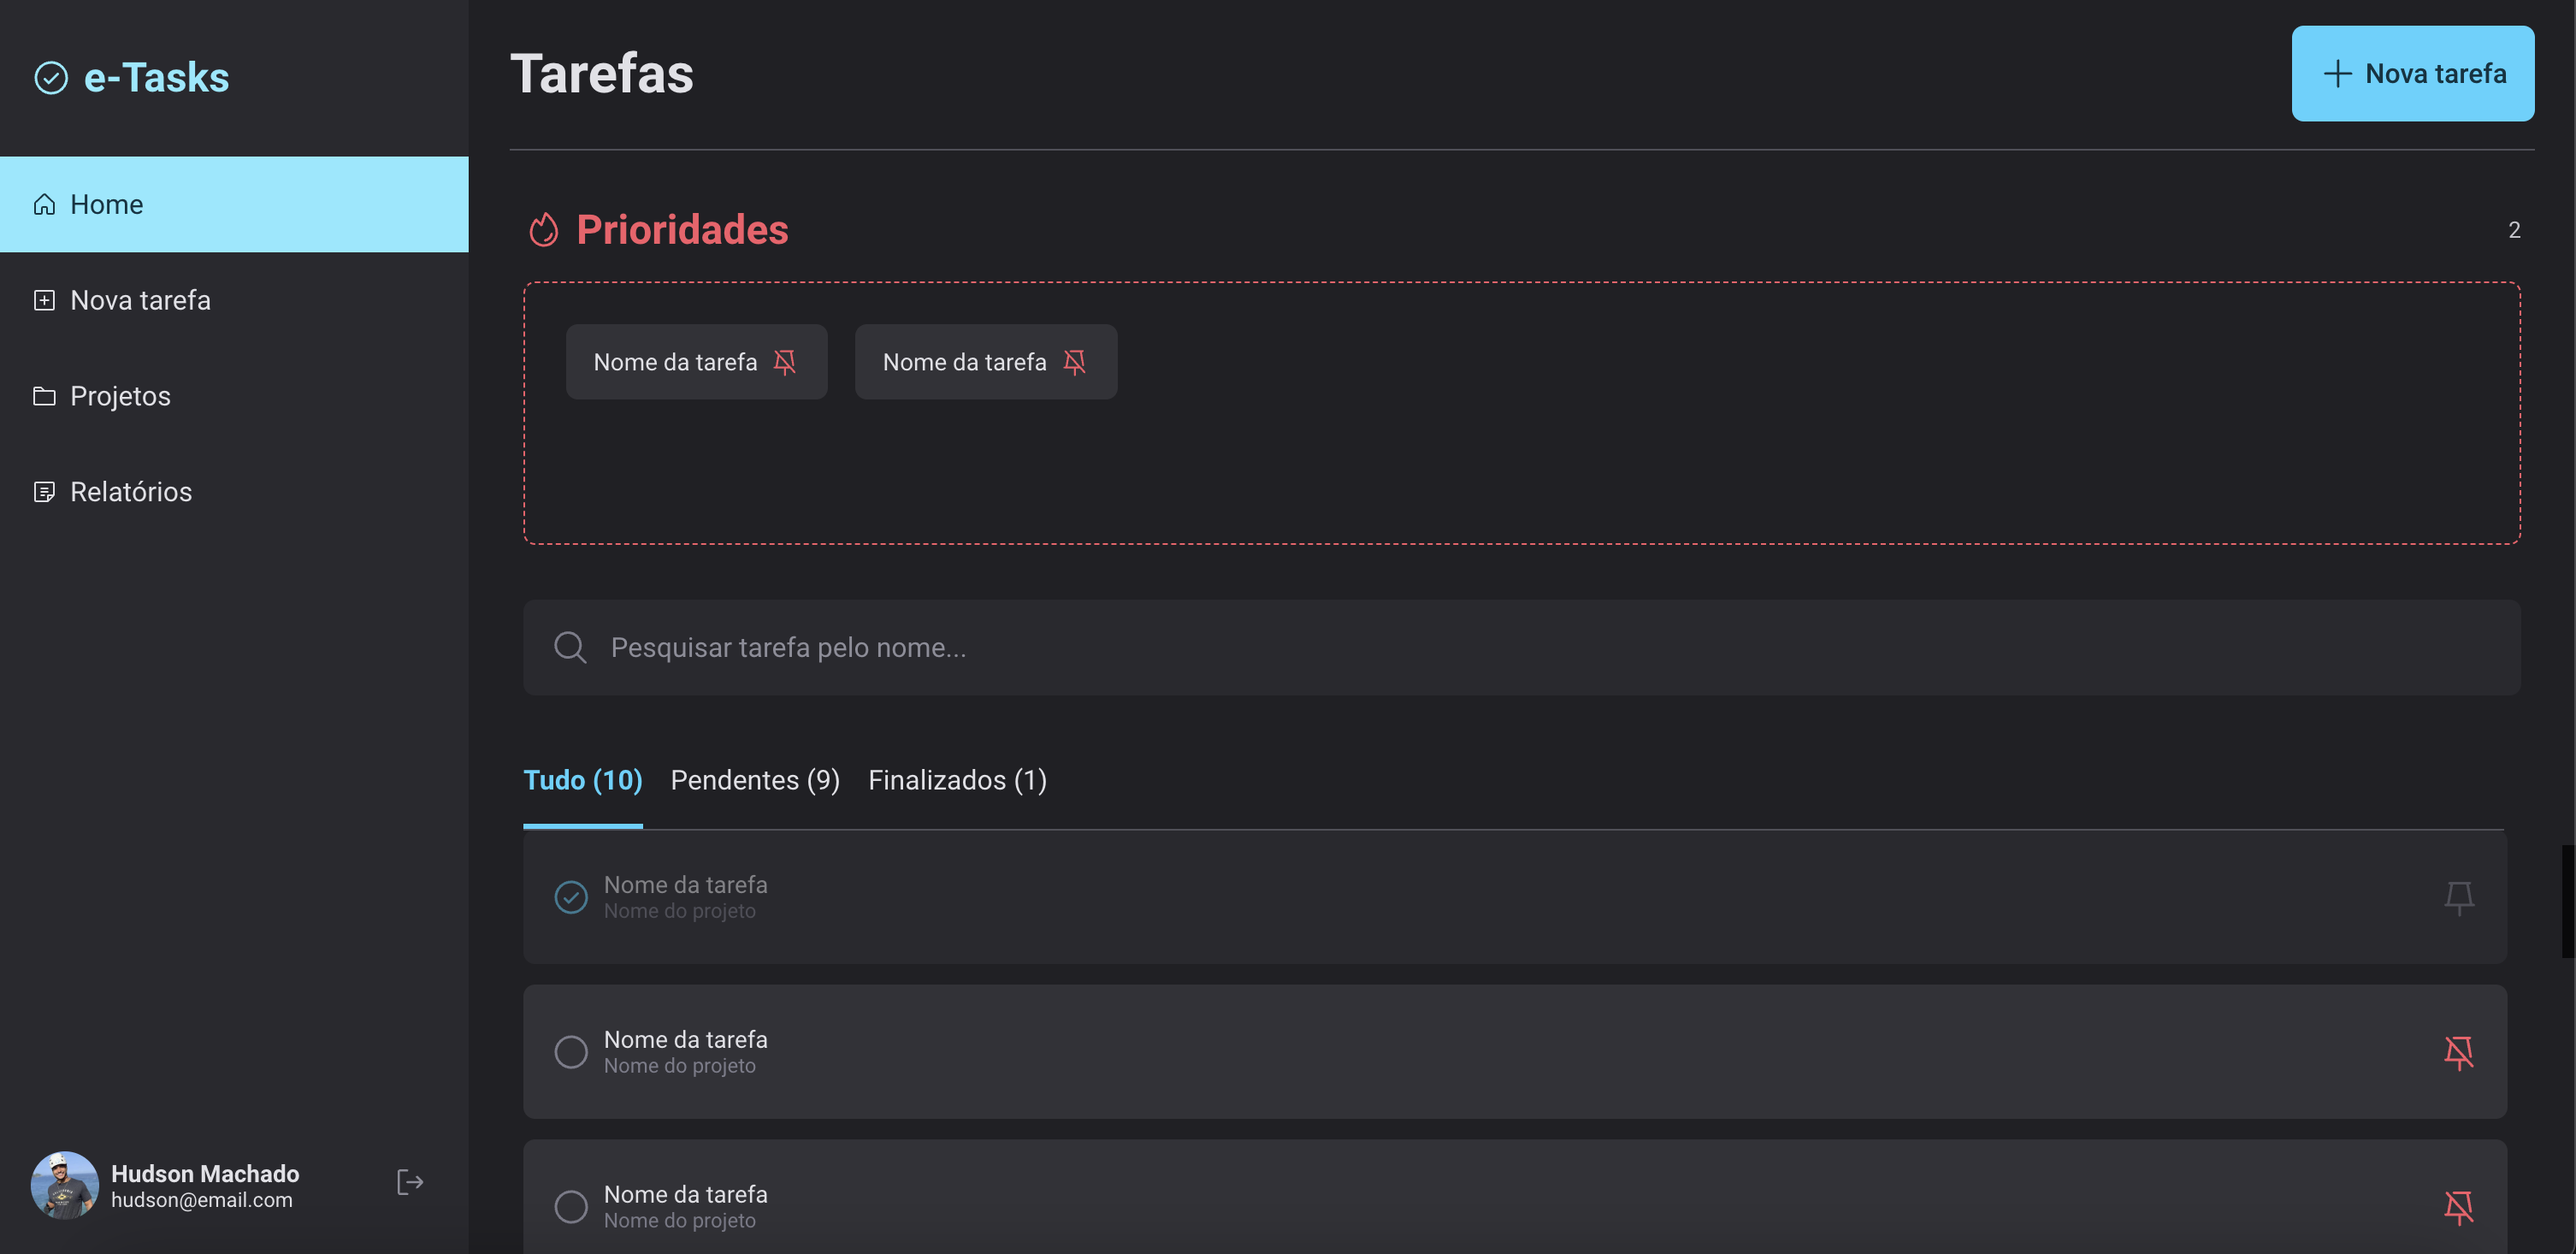 e-Tasks
Home
Nova tarefa
Projetos
Relatórios
Hudson Machado
hudson@email.com
Tarefas
Nova tarefa
Prioridades
2
Nome da tarefa
Nome da tarefa
Pesquisar tarefa pelo nome...
Tudo (10)
Pendentes (9)
Finalizados (1)
Nome da tarefa
Nome do projeto
Nome da tarefa
Nome do projeto
Nome da tarefa
Nome do projeto